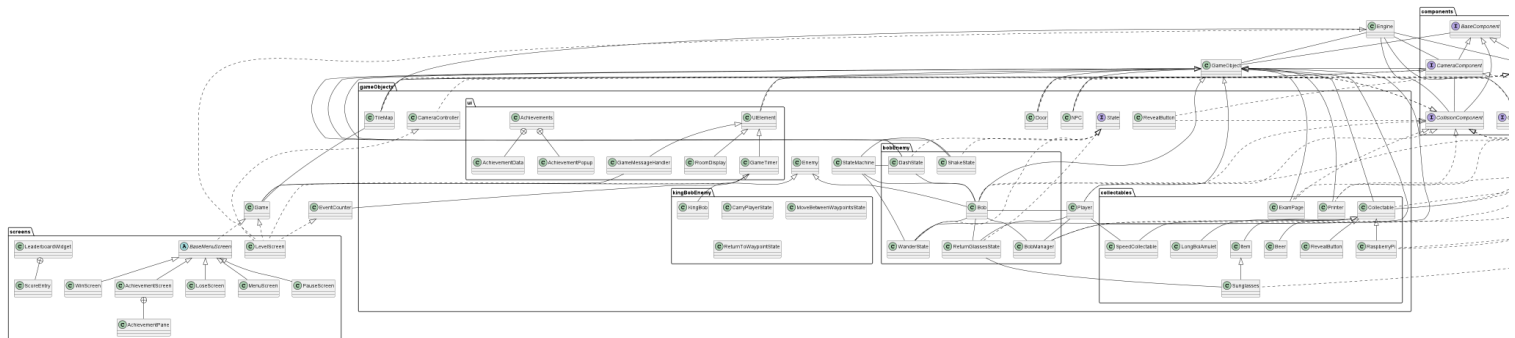 components
Engine
BaseComponent
GameObject
CameraComponent
gameObjects
ui
TileMap
CameraController
Achievements
UiElement
Door
NPC
State
RevealButton
CollisionComponent
bobEnemy
AchievementData
AchievementPopup
GameMessageHandler
RoomDisplay
GameTimer
Enemy
StateMachine
DashState
ShakeState
kingBobEnemy
collectables
Game
EventCounter
KingBob
CarryPlayerState
MoveBetweenWaypointsState
Bob
Player
ExamPage
Printer
Collectable
screens
LeaderboardWidget
BaseMenuScreen
LevelScreen
ReturnToWaypointState
WanderState
ReturnGlassesState
BobManager
SpeedCollectable
LongBoiAmulet
Item
Beer
RevealButton
RaspberryPi
ScoreEntry
WinScreen
AchievementScreen
LoseScreen
MenuScreen
PauseScreen
Sunglasses
AchievementPane